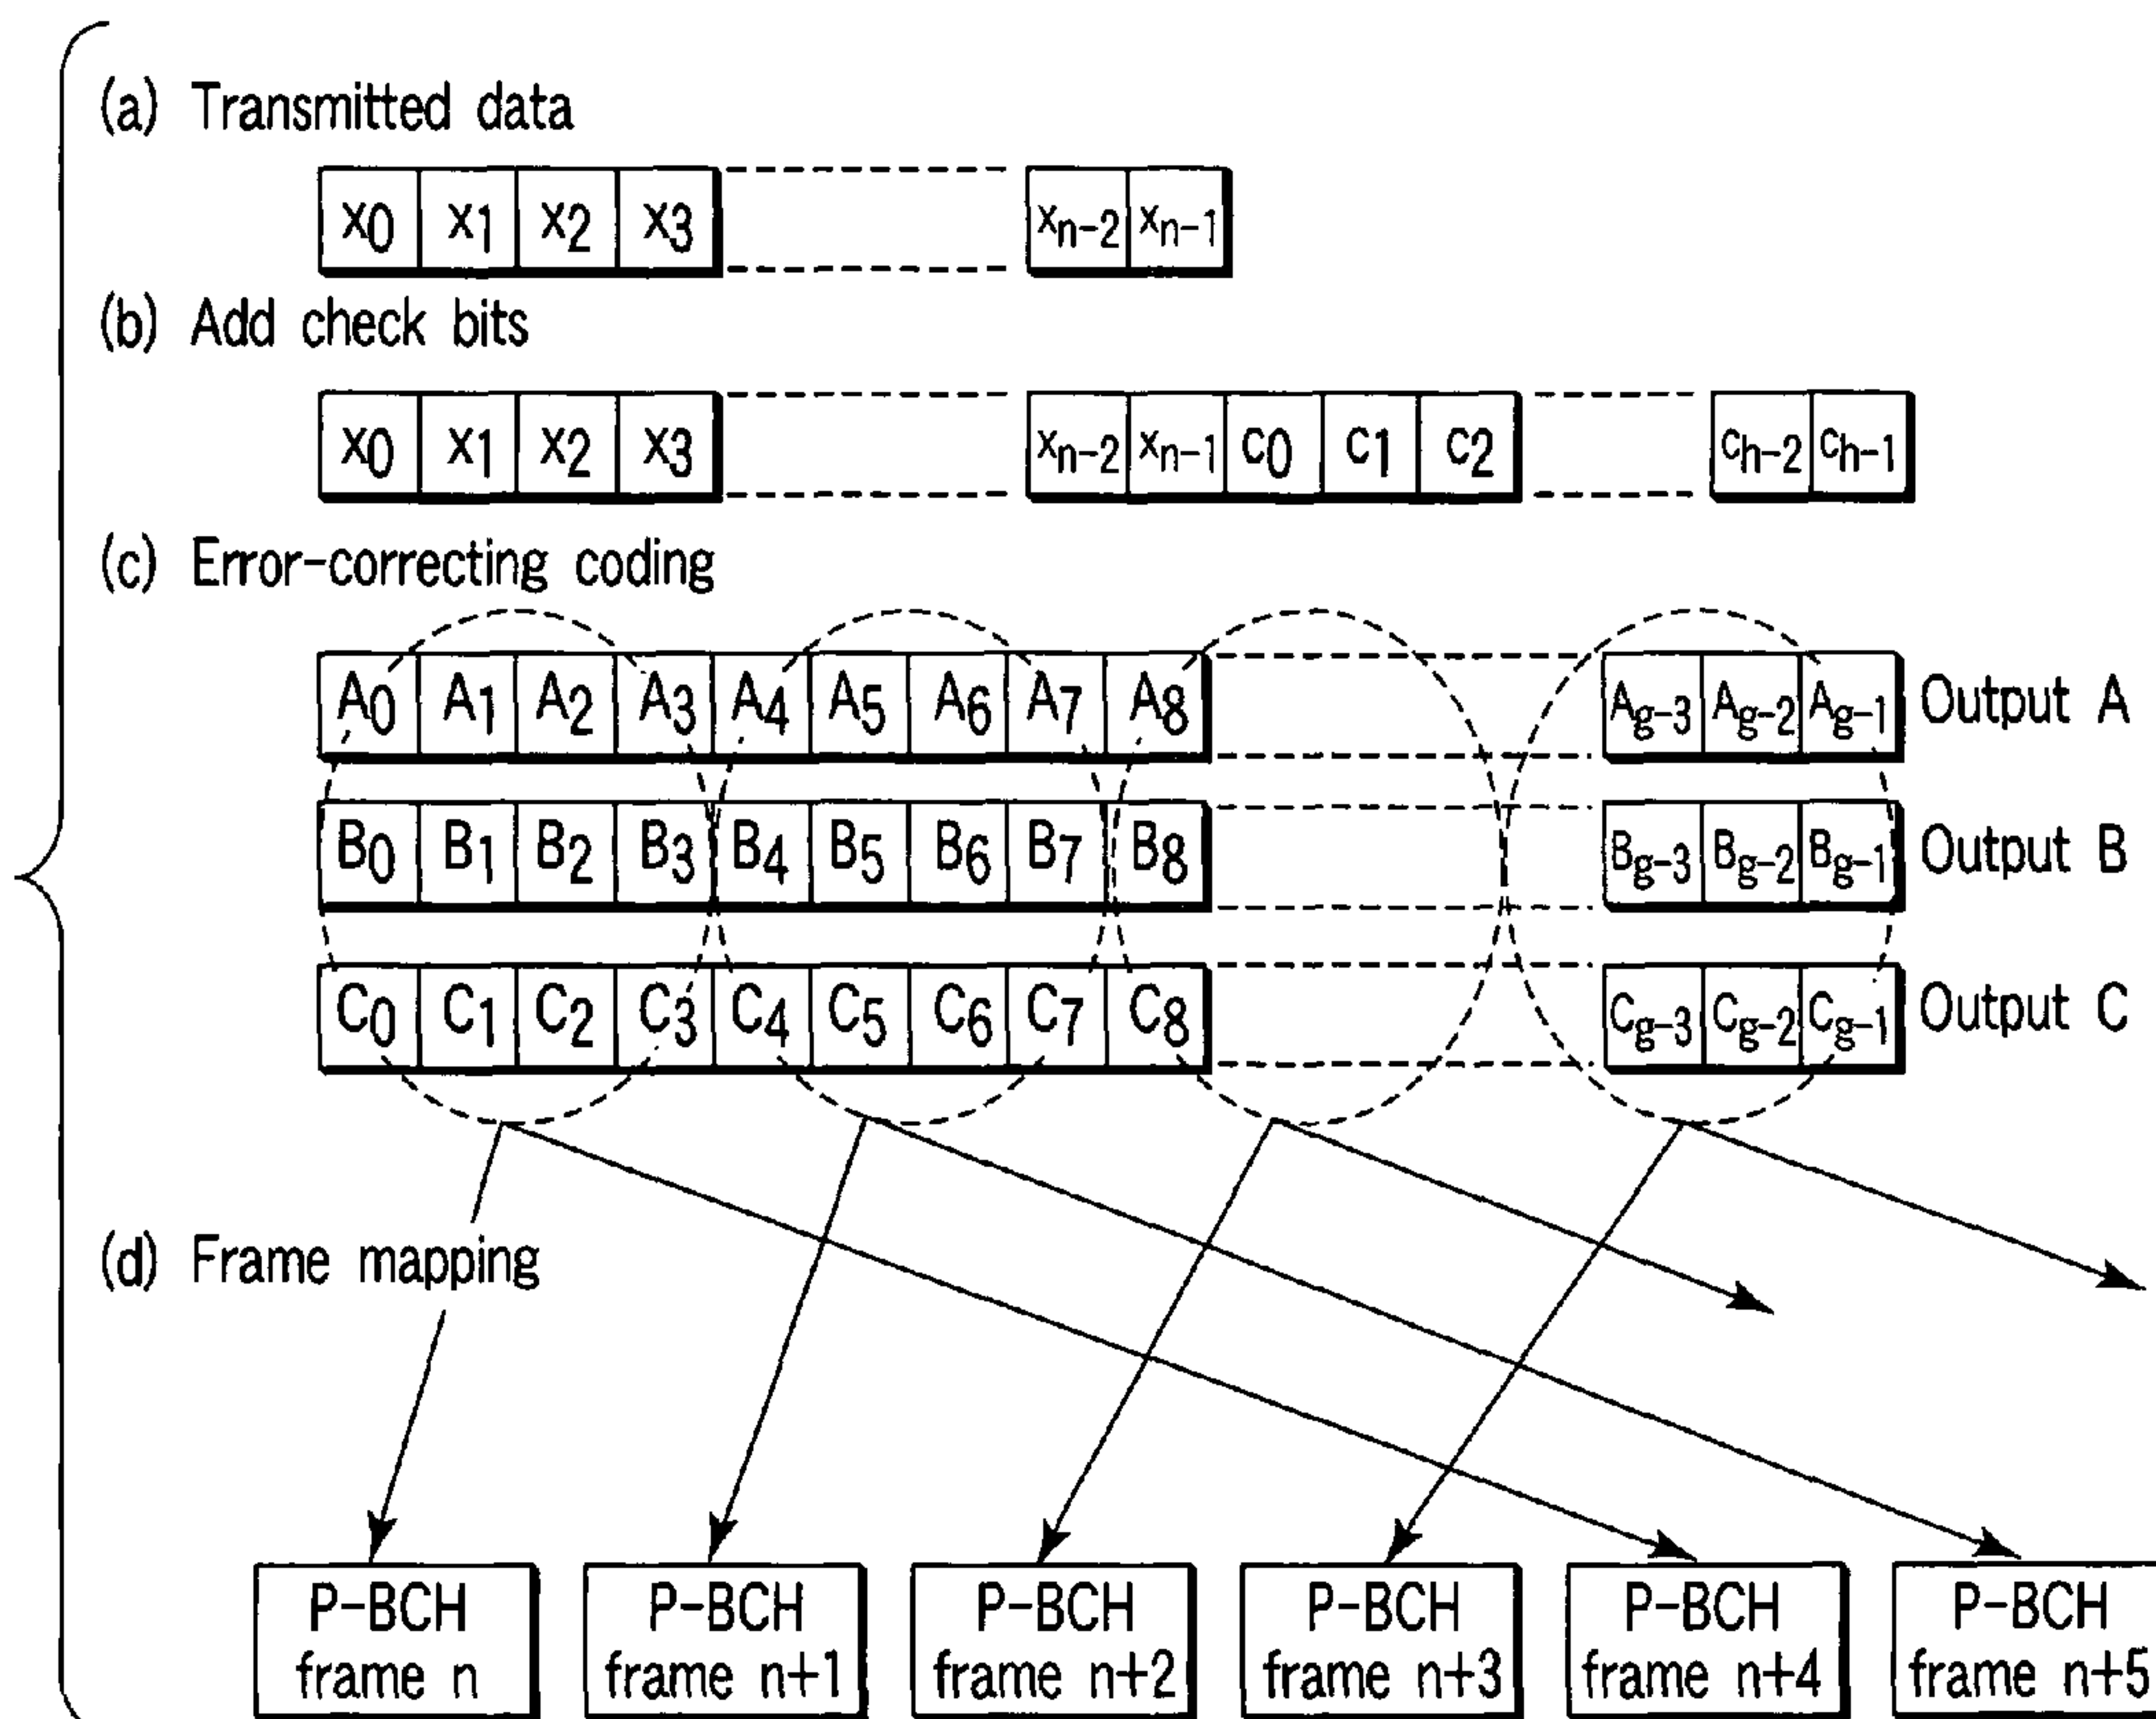 (a) Transmitted data
x0 x1 x2 x3 xn-2 xn-1
(b) Add check bits
x0 x1 x2 x3 xn-2 xn-1 c0 c1 c2 ch-2 ch-1
(c) Error-correcting coding
A0 A1 A2 A3 A4 A5 A6 A7 A8 Ag-3 Ag-2 Ag-1 Output A
B0 B1 B2 B3 B4 B5 B6 B7 B8 Bg-3 Bg-2 Bg-1 Output B
C0 C1 C2 C3 C4 C5 C6 C7 C8 Cg-3 Cg-2 Cg-1 Output C
(d) Frame mapping
P-BCH P-BCH P-BCH P-BCH P-BCH P-BCH
frame n frame n+1 frame n+2 frame n+3 frame n+4 frame n+5